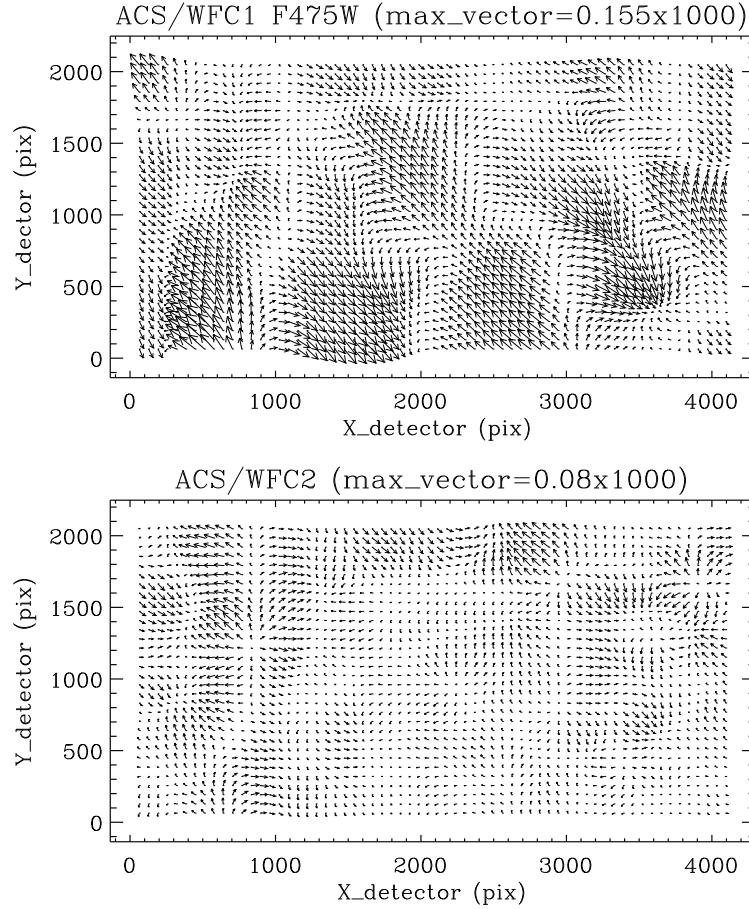 ACS/WFC1 F475W (max_vector=0.155x1000)
2000
1500
1000
500
0
Y_dector (pix)
0 1000 2000 3000 4000
X_detector (pix)
ACS/WFC2 (max_vector=0.08x1000)
2000
1500
1000
500
0
Y_detector (pix)
0 1000 2000 3000 4000
X_detector (pix)